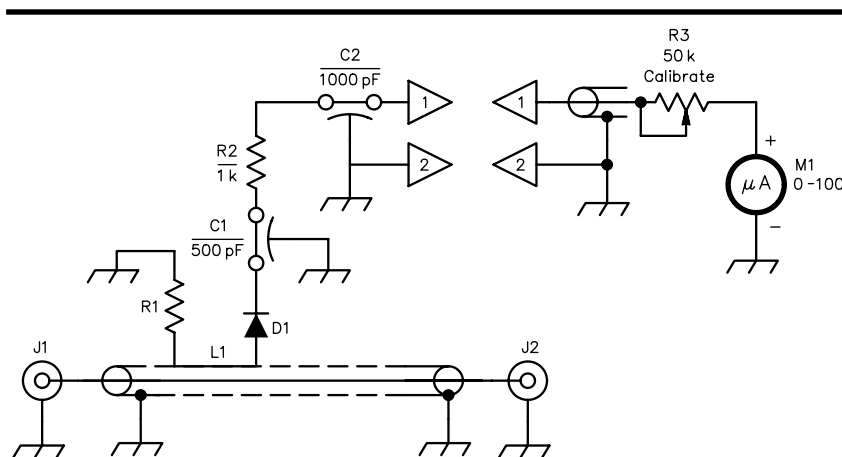 R3
50 k
Calibrate
C2
1000 pF
1
1
R2
1 k
2
2
+
μA
M1
0-100
−
C1
500 pF
R1
D1
J1
L1
J2